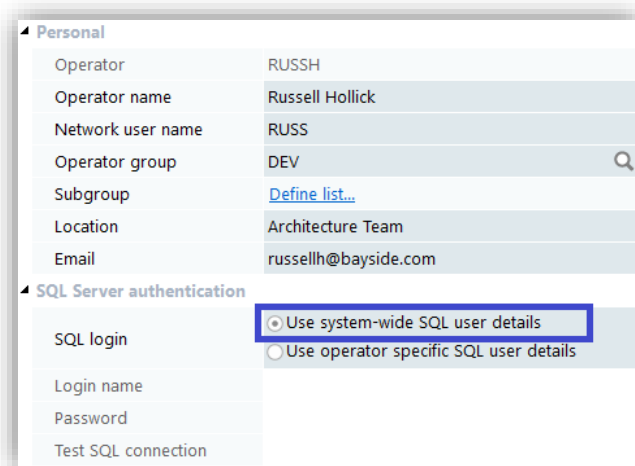 Personal
Operator RUSSH
Operator name Russell Hollick
Network user name RUSS
Operator group DEV
Subgroup Define list...
Location Architecture Team
Email russellh@bayside.com
SQL Server authentication
SQL login Use system-wide SQL user details
Use operator specific SQL user details
Login name
Password
Test SQL connection